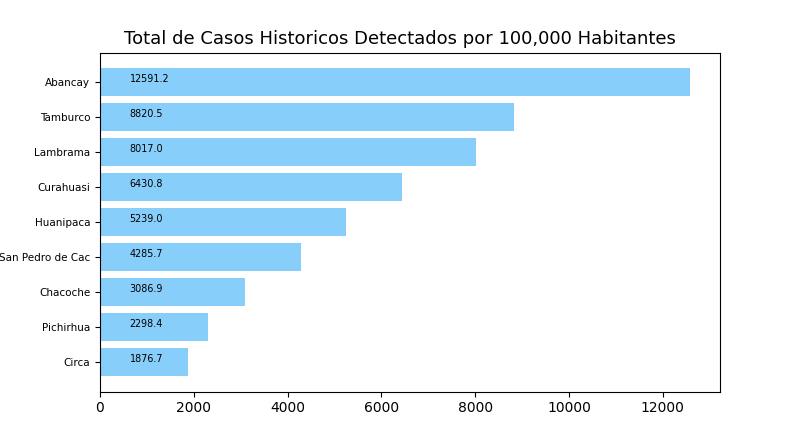 Total de Casos Historicos Detectados por 100,000 Habitantes
Abancay 12591.2
Tamburco 8820.5
Lambrama 8017.0
Curahuasi 6430.8
Huanipaca 5239.0
San Pedro de Cac 4285.7
Chacoche 3086.9
Pichirhua 2298.4
Circa 1876.7
0 2000 4000 6000 8000 10000 12000